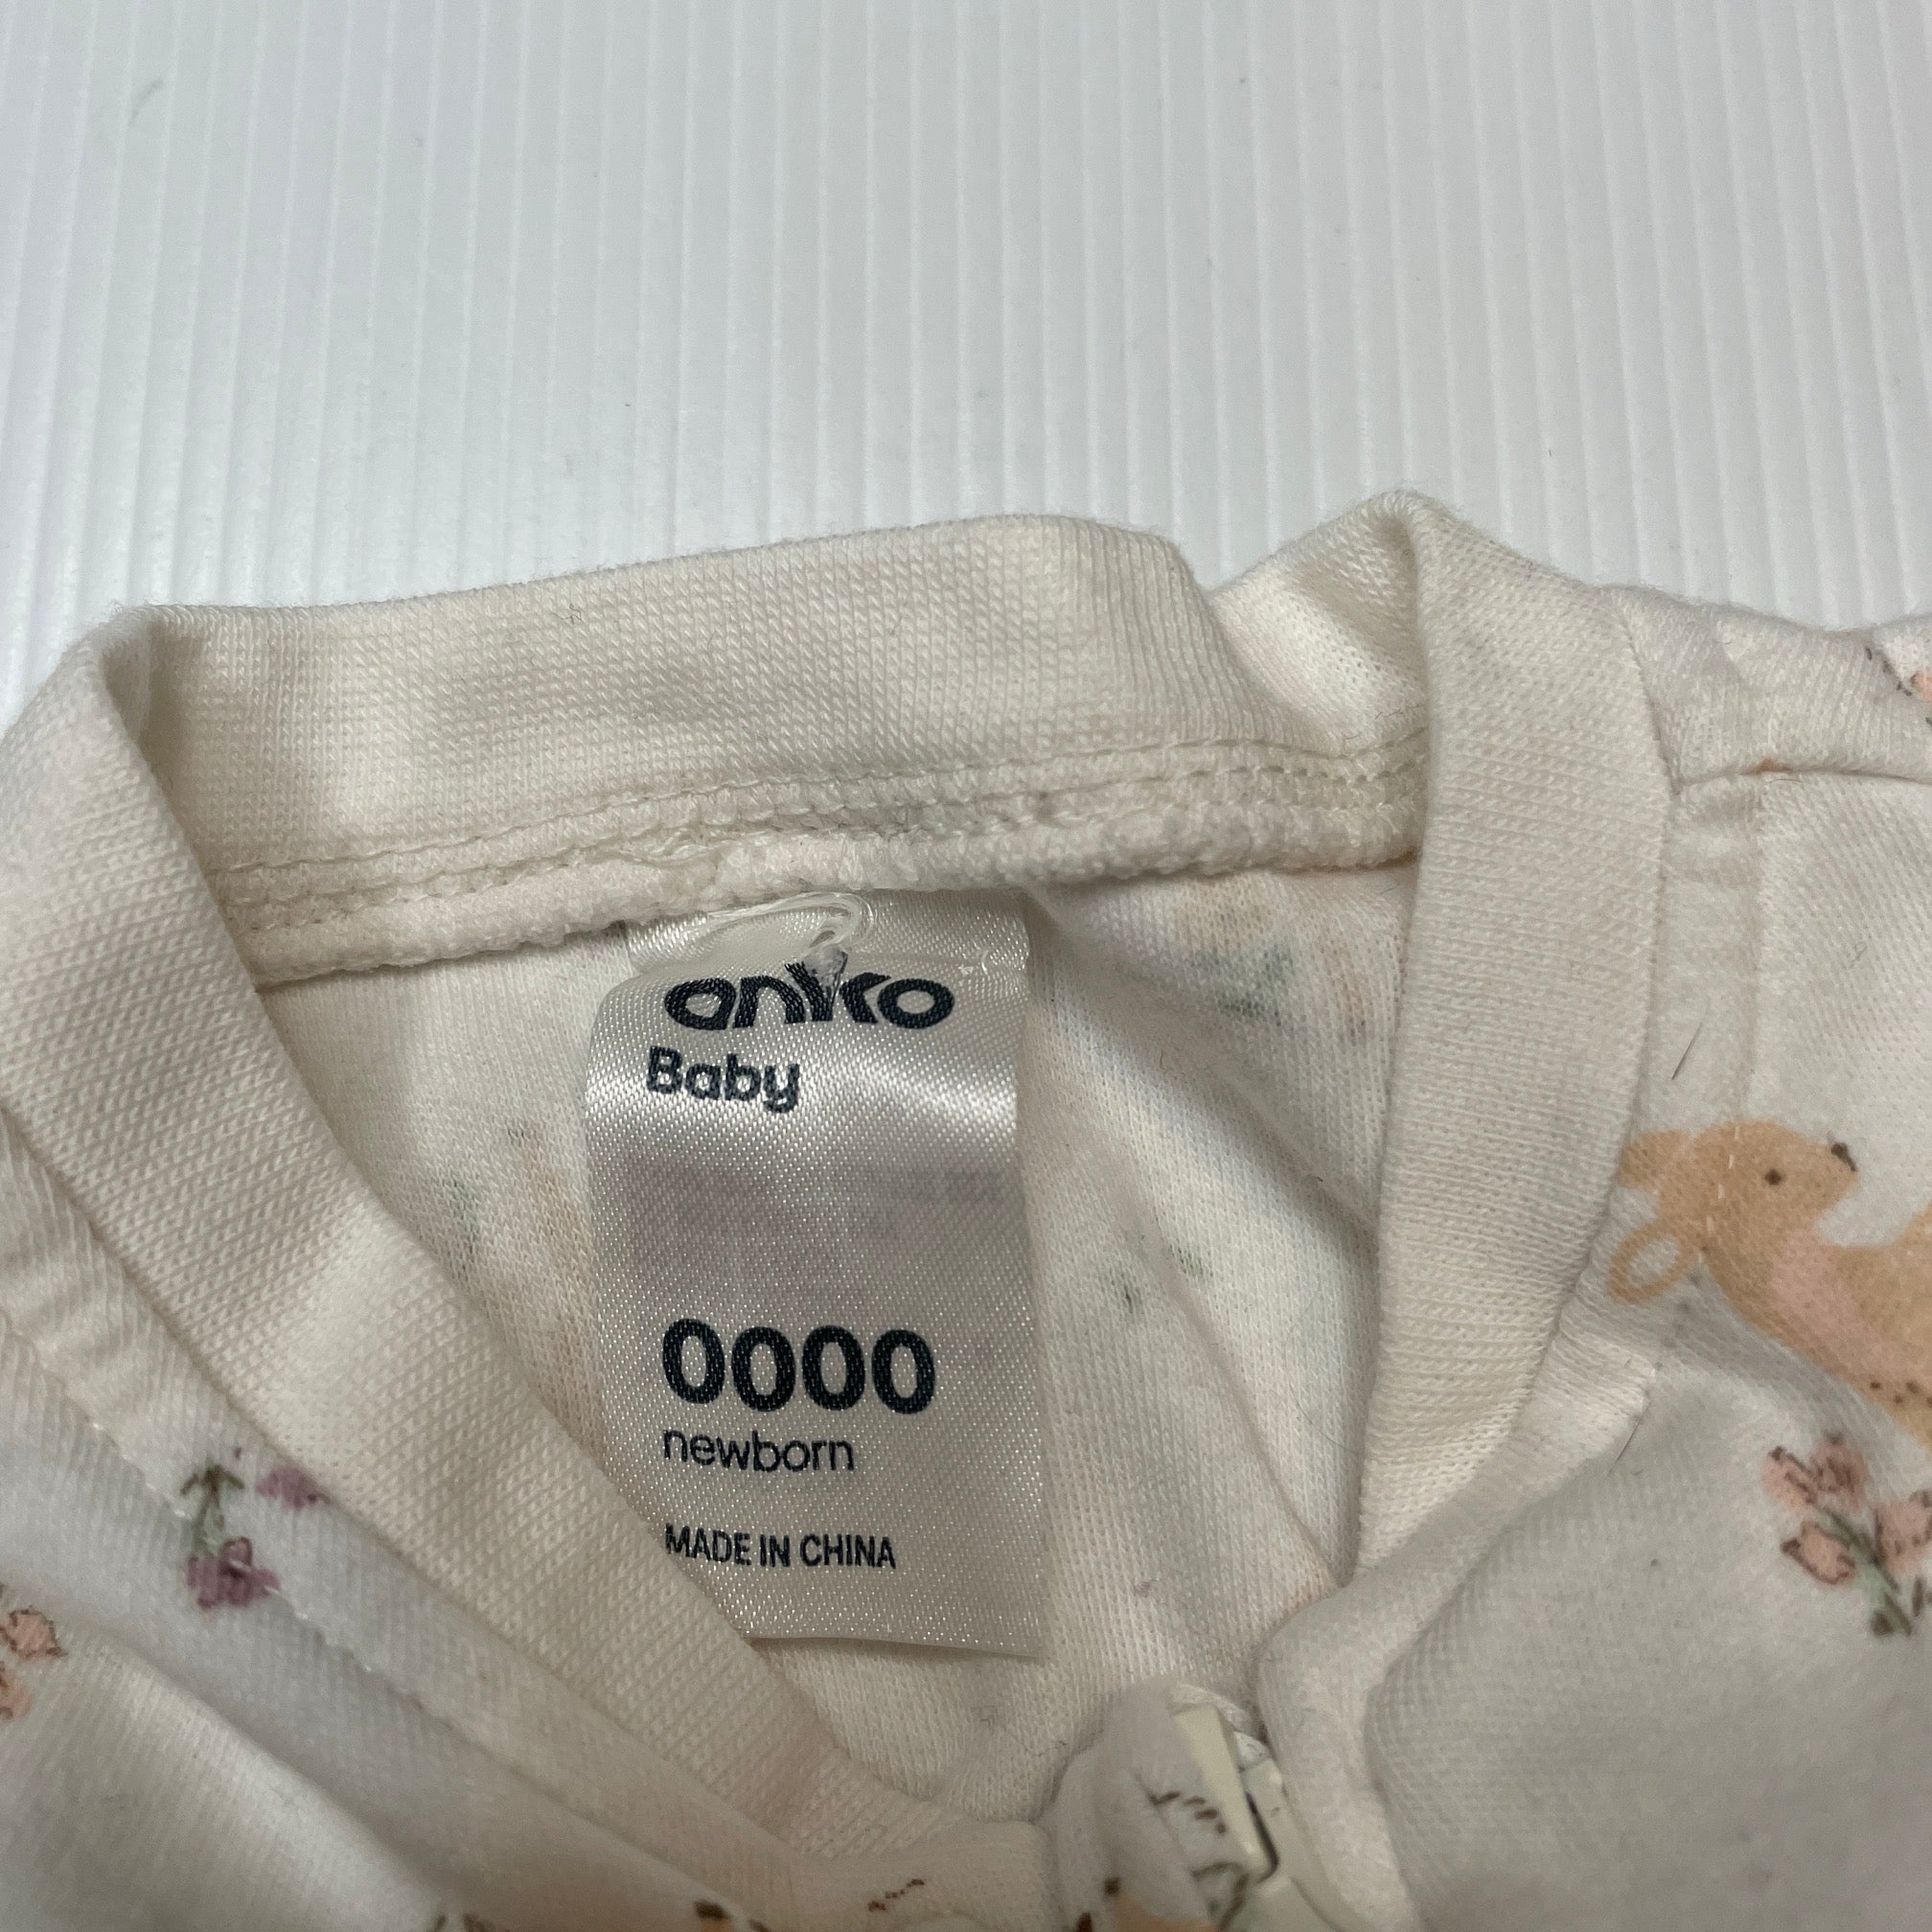 anko
Baby
0000
newborn
MADE IN CHINA